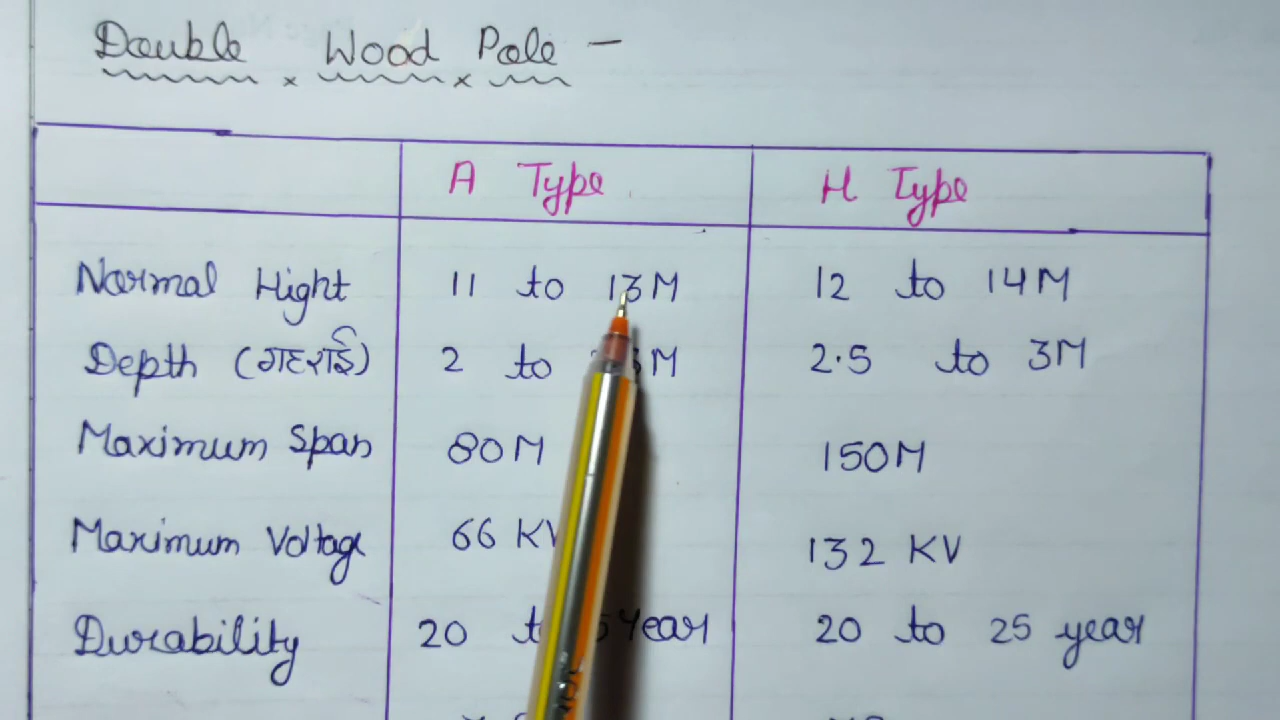 Double Wood Pole -
A Type H Type
Normal Hight 11 to 13M 12 to 14M
Depth (गहराई) 2 to M 2.5 to 3M
Maximum Span 80M 150M
Maximum Voltage 66 KV 132 KV
Durability 20 to Year 20 to 25 year